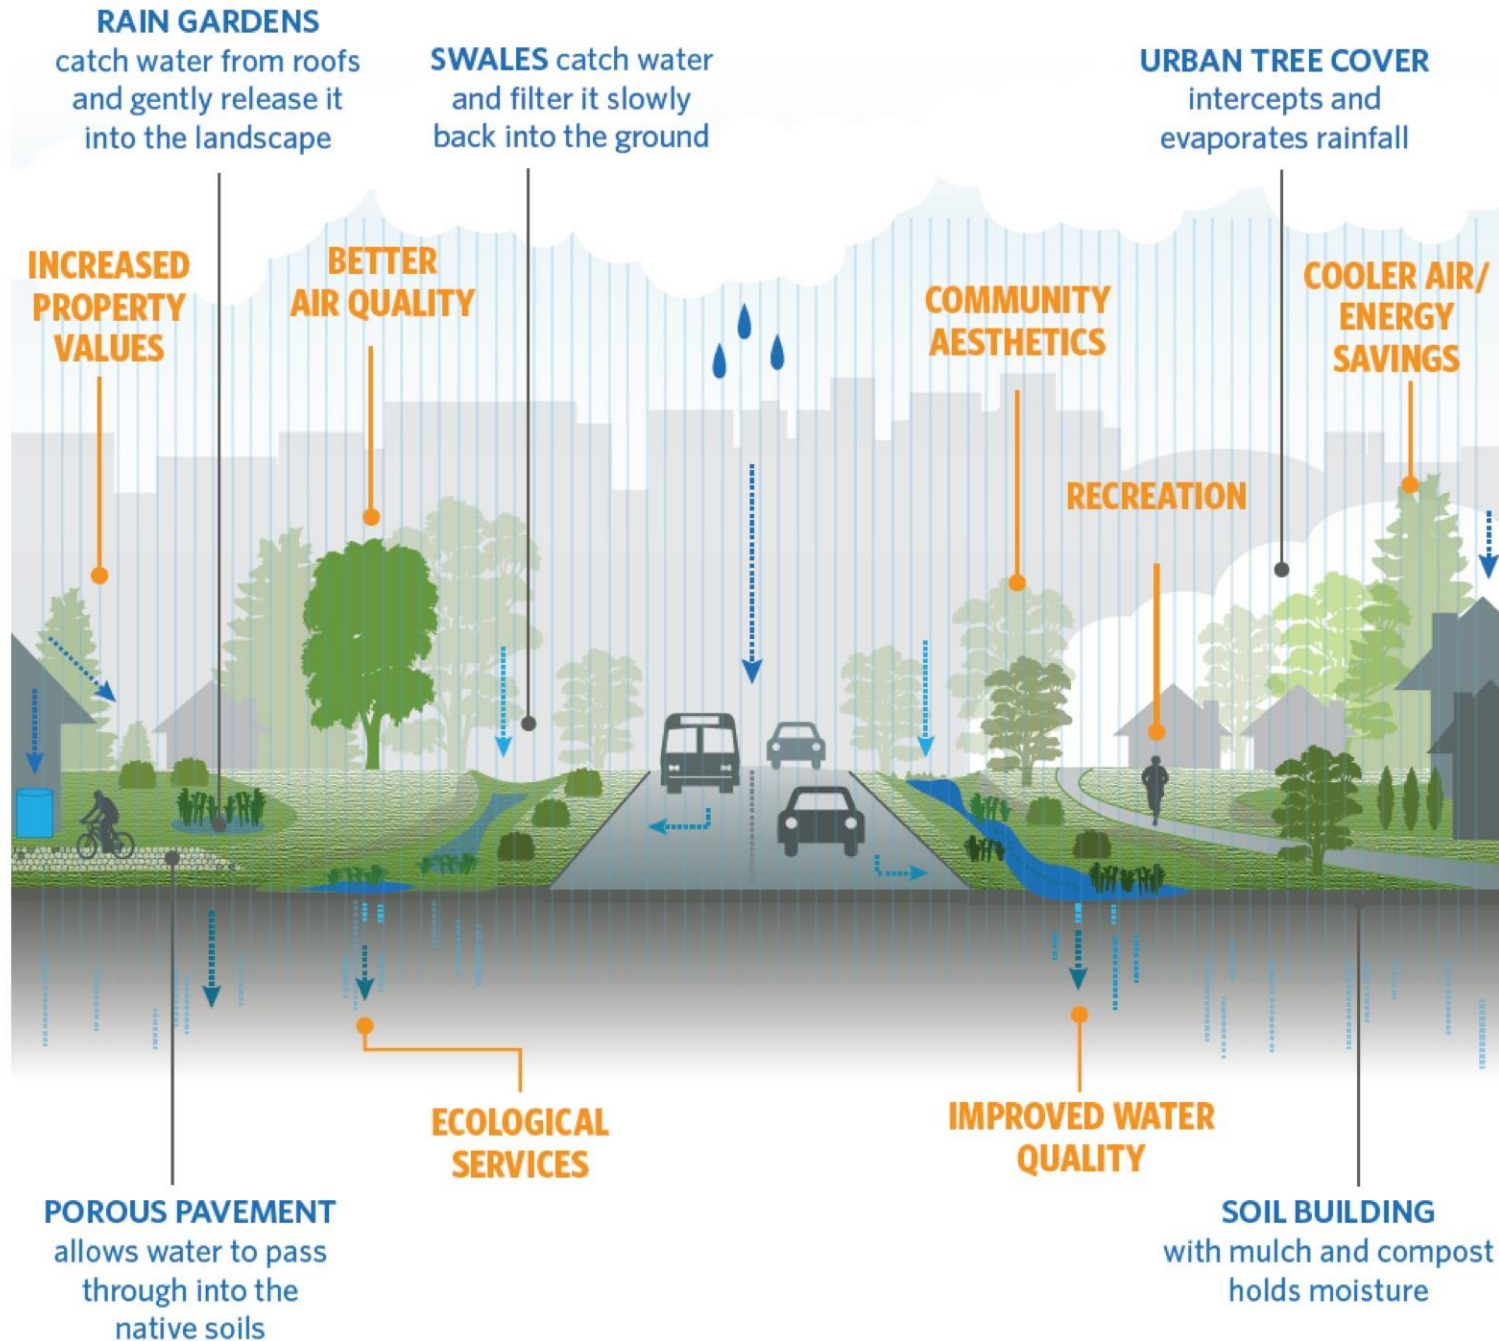 RAIN GARDENS
catch water from roofs
and gently release it
into the landscape
SWALES catch water
and filter it slowly
back into the ground
URBAN TREE COVER
intercepts and
evaporates rainfall
INCREASED
PROPERTY
VALUES
BETTER
AIR QUALITY
COMMUNITY
AESTHETICS
COOLER AIR/
ENERGY
SAVINGS
RECREATION
ECOLOGICAL
SERVICES
IMPROVED WATER
QUALITY
POROUS PAVEMENT
allows water to pass
through into the
native soils
SOIL BUILDING
with mulch and compost
holds moisture